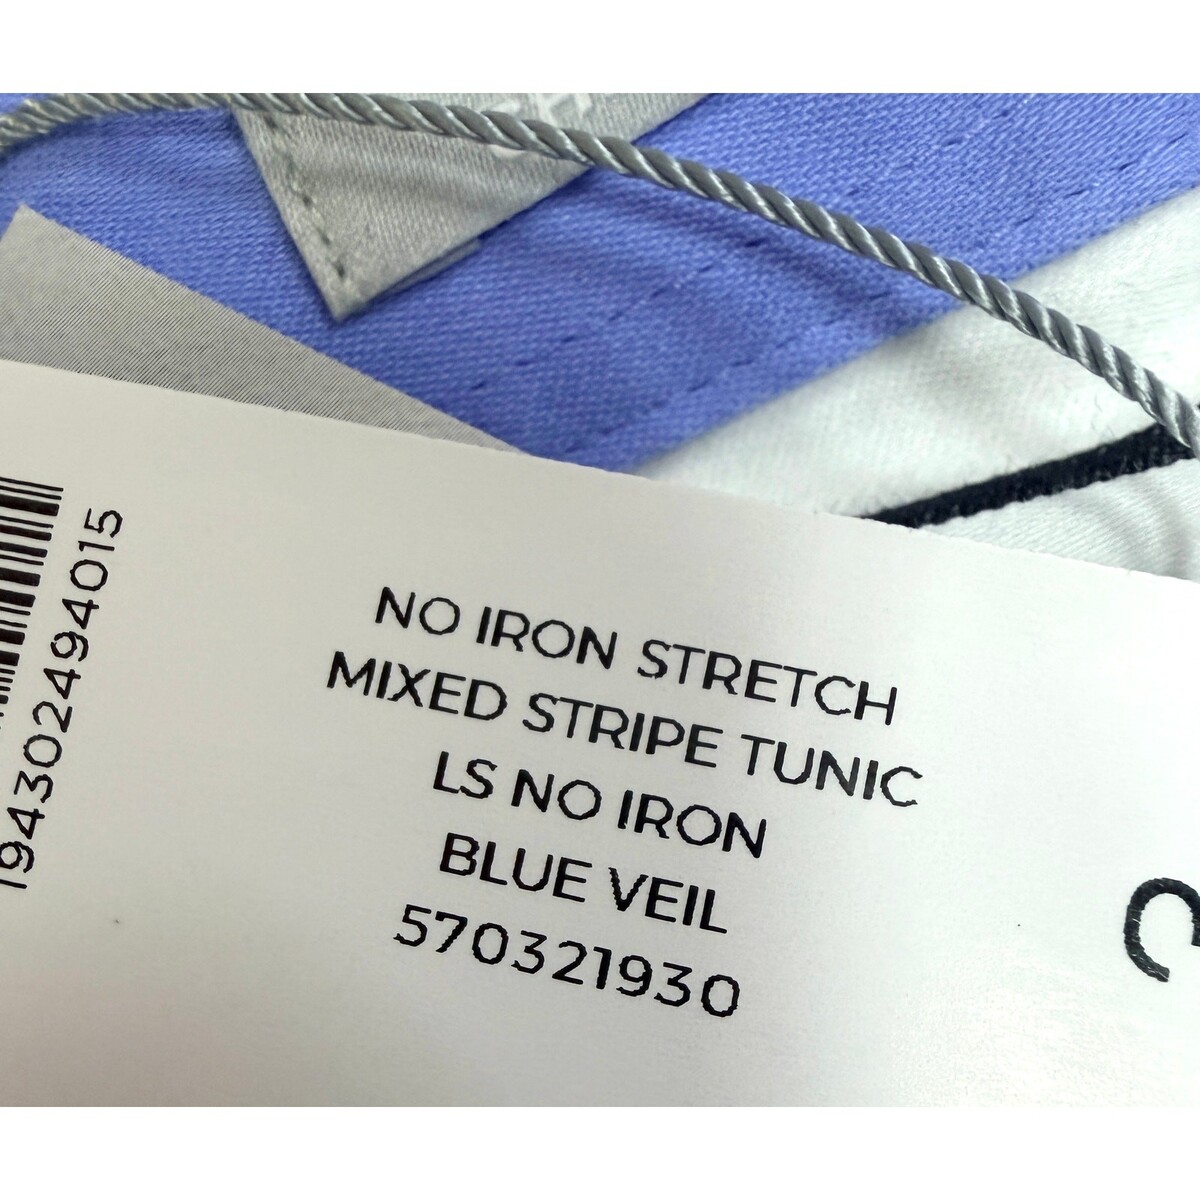 NO IRON STRETCH
MIXED STRIPE TUNIC
LS NO IRON
BLUE VEIL
570321930
194302494015